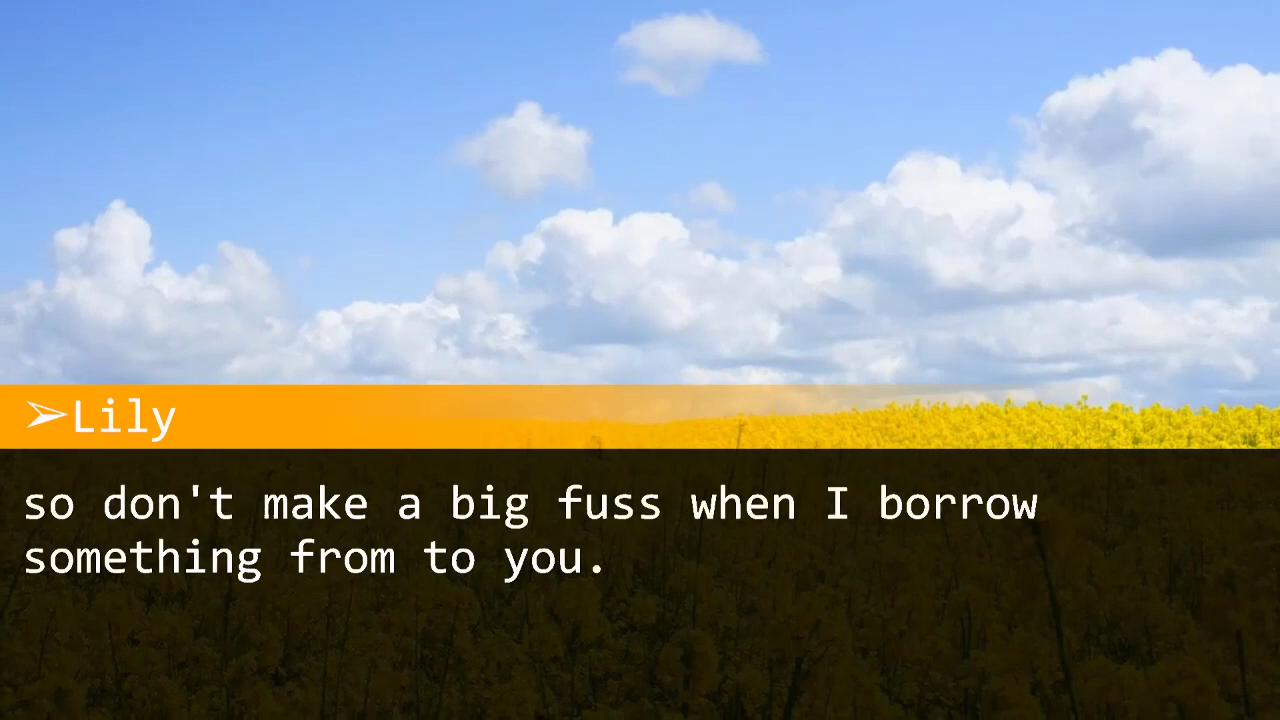 ➢Lily
so don't make a big fuss when I borrow
something from to you.